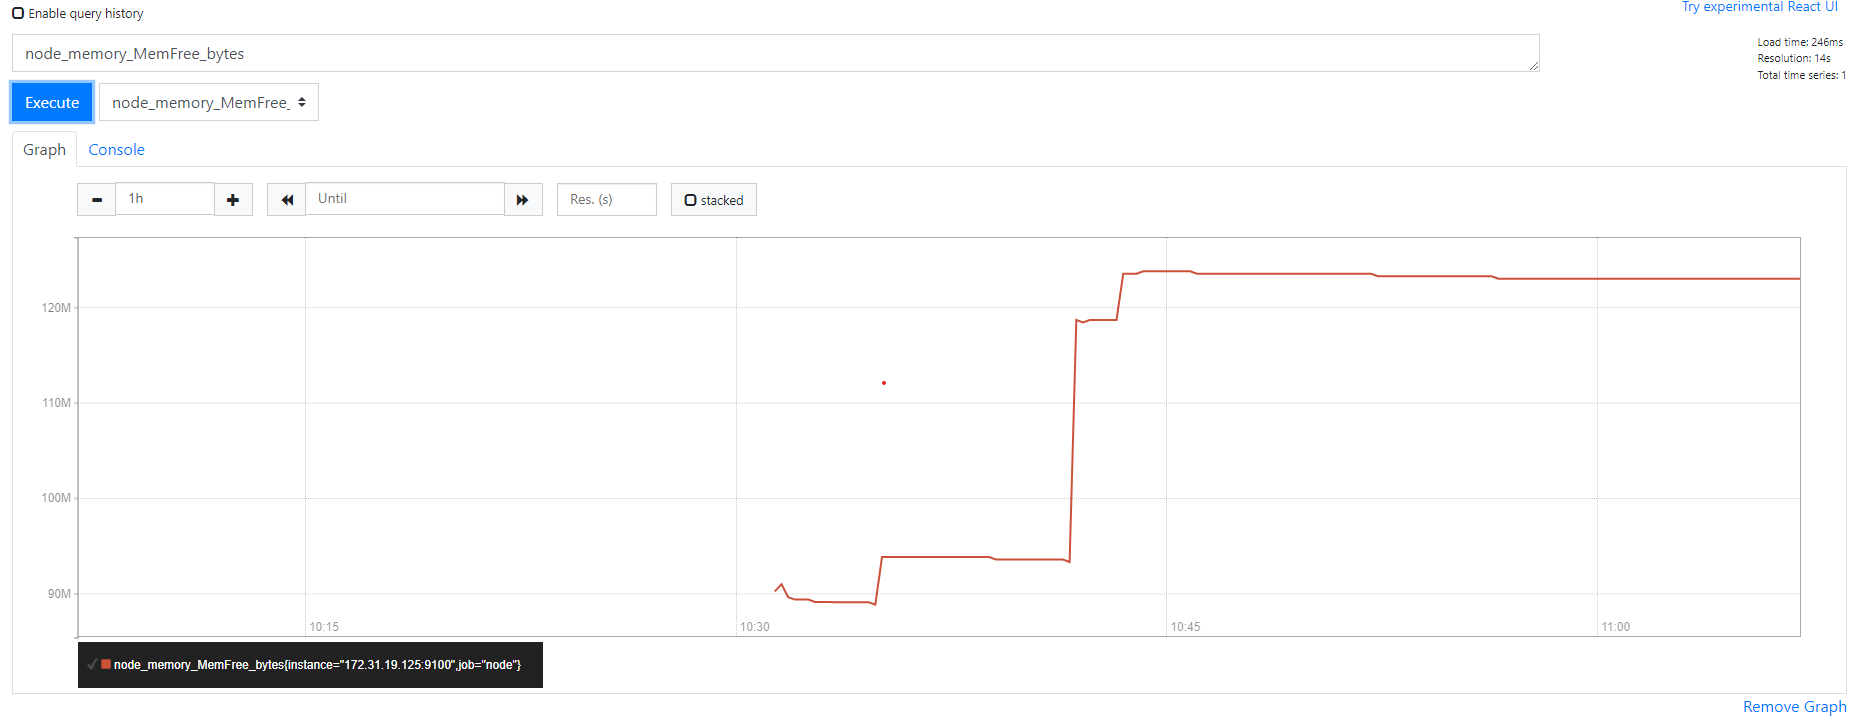 Enable query history
Try experimental React UI
node_memory_MemFree_bytes
Load time: 246ms
Resolution: 14s
Total time series: 1
Execute
node_memory_MemFree_
Graph
Console
1h
Until
Res. (s)
stacked
120M
110M
100M
90M
10:15
10:30
10:45
11:00
node_memory_MemFree_bytes{instance="172.31.19.125:9100",job="node"}
Remove Graph